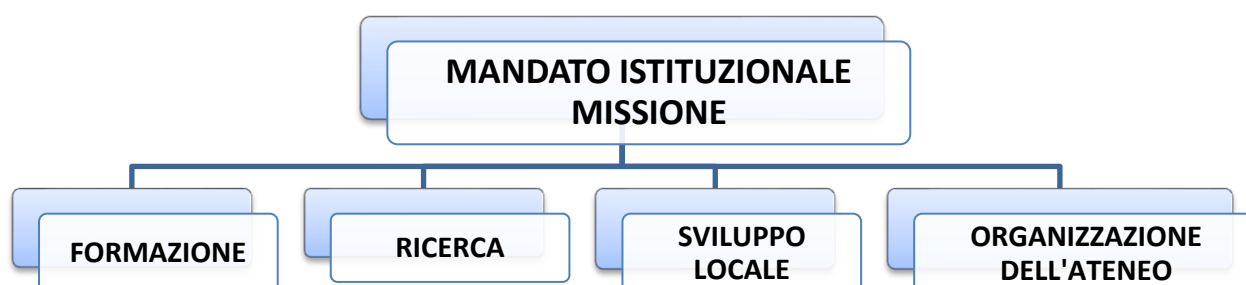 MANDATO ISTITUZIONALE
MISSIONE
FORMAZIONE
RICERCA
SVILUPPO
LOCALE
ORGANIZZAZIONE
DELL'ATENEO